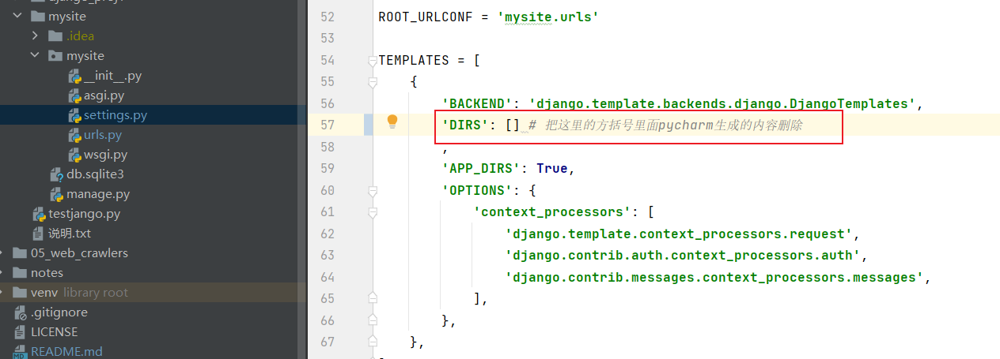 mysite
.idea
mysite
__init__.py
asgi.py
settings.py
urls.py
wsgi.py
db.sqlite3
manage.py
testjango.py
说明.txt
05_web_crawlers
notes
venv library root
.gitignore
LICENSE
README.md
52 ROOT_URLCONF = 'mysite.urls'
53
54 TEMPLATES = [
55 {
56 'BACKEND': 'django.template.backends.django.DjangoTemplates',
57 'DIRS': [] # 把这里的方括号里面pycharm生成的内容删除
58 ,
59 'APP_DIRS': True,
60 'OPTIONS': {
61 'context_processors': [
62 'django.template.context_processors.request',
63 'django.contrib.auth.context_processors.auth',
64 'django.contrib.messages.context_processors.messages',
65 ],
66 },
67 },